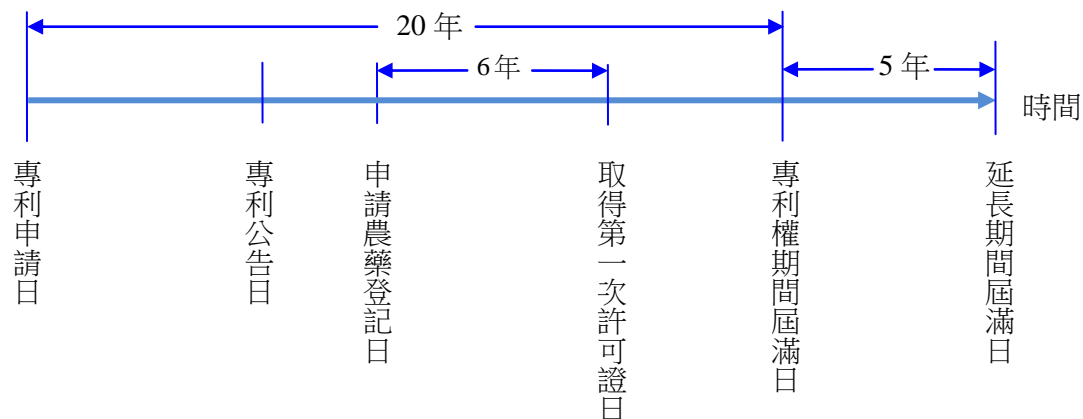 20 年
6年
5 年
時間
專利申請日
專利公告日
申請農藥登記日
取得第一次許可證日
專利權期間屆滿日
延長期間屆滿日